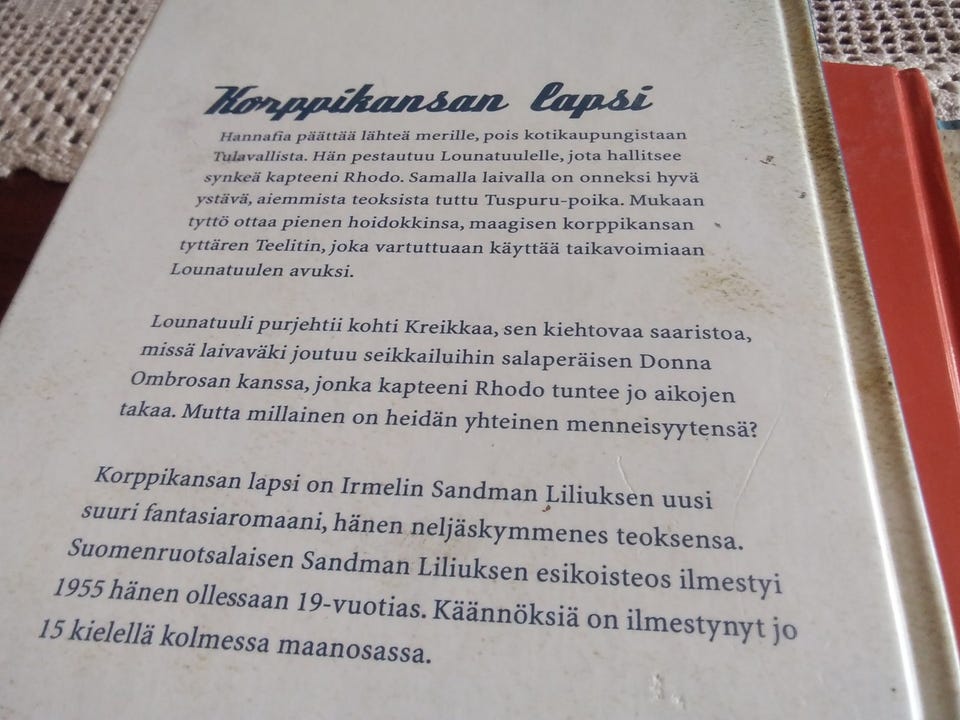 Korppikansan lapsi
Hannafia päättää lähteä merille, pois kotikaupungistaan
Tulavallista. Hän pestautuu Lounatuulelle, jota hallitsee
synkeä kapteeni Rhodo. Samalla laivalla on onneksi hyvä
ystävä, aiemmista teoksista tuttu Tuspuru-poika. Mukaan
tyttö ottaa pienen hoidokkinsa, maagisen korppikansan
tyttären Teelitin, joka vartuttuaan käyttää taikavoimiaan
Lounatuulen avuksi.
Lounatuuli purjehtii kohti Kreikkaa, sen kiehtovaa saaristoa,
missä laivaväki joutuu seikkailuihin salaperäisen Donna
Ombrosan kanssa, jonka kapteeni Rhodo tuntee jo aikojen
takaa. Mutta millainen on heidän yhteinen menneisyytensä?
Korppikansan lapsi on Irmelin Sandman Liliuksen uusi
suuri fantasiaromaani, hänen neljäskymmenes teoksensa.
Suomenruotsalaisen Sandman Liliuksen esikoisteos ilmestyi
1955 hänen ollessaan 19-vuotias. Käännöksiä on ilmestynyt jo
15 kielellä kolmessa maanosassa.